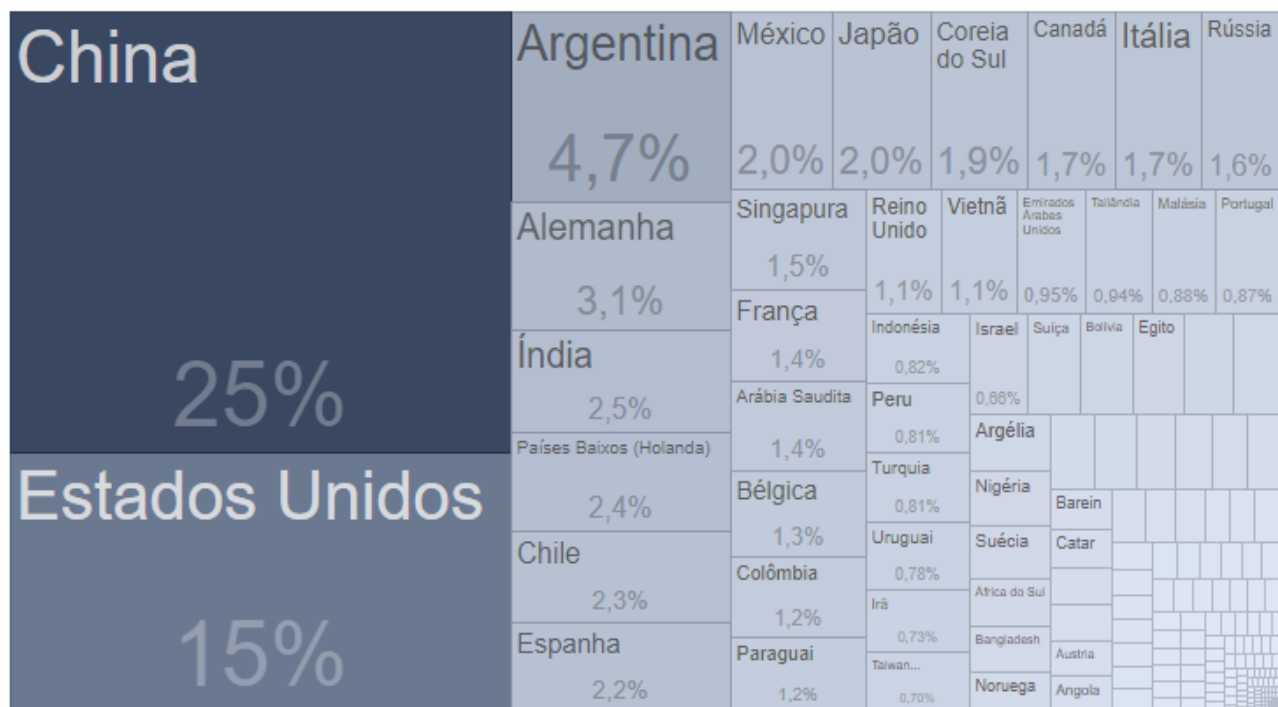 China
25%
Estados Unidos
15%
Argentina
4,7%
Alemanha
3,1%
Índia
2,5%
Países Baixos (Holanda)
2,4%
Chile
2,3%
Espanha
2,2%
México
2,0%
Japão
2,0%
Coreia
do Sul
1,9%
Canadá
1,7%
Itália
1,7%
Rússia
1,6%
Singapura
1,5%
França
1,4%
Arábia Saudita
1,4%
Bélgica
1,3%
Colômbia
1,2%
Paraguai
1,2%
Reino
Unido
1,1%
Vietnã
1,1%
Emirados
Árabes
Unidos
0,95%
Tailândia
0,94%
Malásia
0,88%
Portugal
0,87%
Indonésia
0,82%
Peru
0,81%
Turquia
0,81%
Uruguai
0,78%
Irã
0,73%
Taiwan...
0,70%
Israel
0,66%
Suíça
Bolívia
Egito
Argélia
Nigéria
Suécia
África do Sul
Bangladesh
Noruega
Barein
Catar
Áustria
Angola